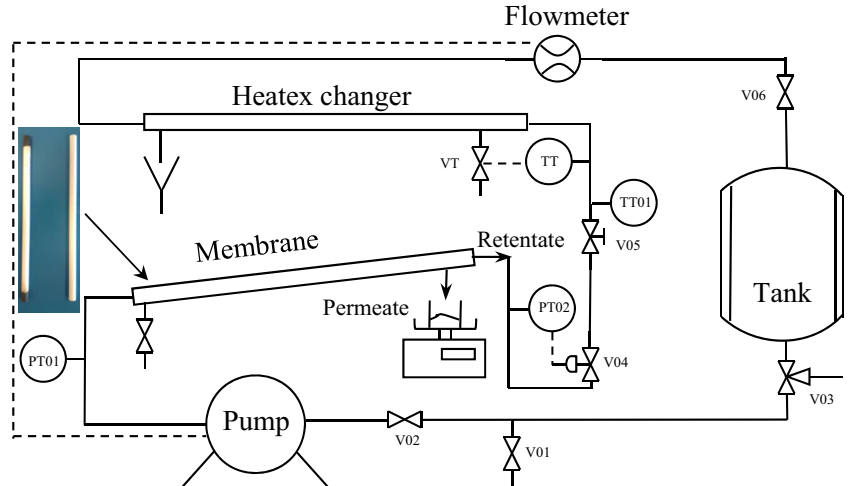 Flowmeter
Heatex changer
V06
VT
TT
TT01
Membrane
Retentate
V05
Permeate
PT02
Tank
PT01
V04
V03
Pump
V02
V01